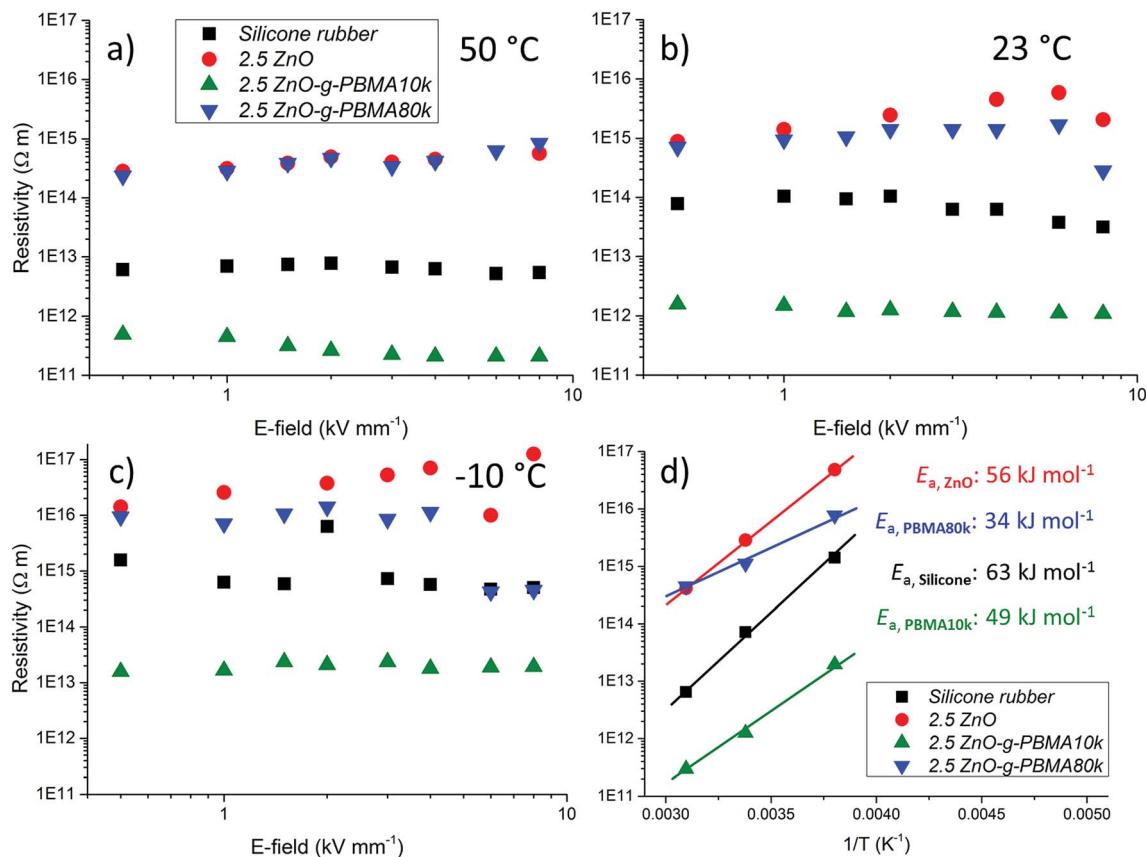 a)
50 °C
Silicone rubber
2.5 ZnO
2.5 ZnO-g-PBMA10k
2.5 ZnO-g-PBMA80k
Resistivity (Ω m)
1E17
1E16
1E15
1E14
1E13
1E12
1E11
1
10
E-field (kV mm⁻¹)
b)
23 °C
1E17
1E16
1E15
1E14
1E13
1E12
1E11
1
10
E-field (kV mm⁻¹)
c)
-10 °C
Resistivity (Ω m)
1E17
1E16
1E15
1E14
1E13
1E12
1E11
1
10
E-field (kV mm⁻¹)
d)
Ea, ZnO: 56 kJ mol⁻¹
Ea, PBMA80k: 34 kJ mol⁻¹
Ea, Silicone: 63 kJ mol⁻¹
Ea, PBMA10k: 49 kJ mol⁻¹
Silicone rubber
2.5 ZnO
2.5 ZnO-g-PBMA10k
2.5 ZnO-g-PBMA80k
1E17
1E16
1E15
1E14
1E13
1E12
1E11
0.0030 0.0035 0.0040 0.0045 0.0050
1/T (K⁻¹)